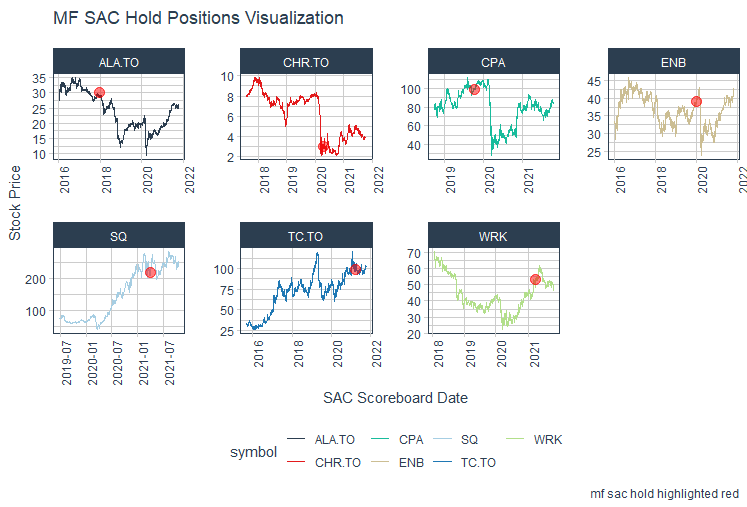 MF SAC Hold Positions Visualization
ALA.TO CHR.TO CPA ENB
35
30
25
20
15
10
2016 2018 2020 2022
10
8
6
4
2
2018 2019 2020 2021 2022
100
80
60
40
2019 2020 2021
45
40
35
30
25
2016 2018 2020 2022
Stock Price
SQ TC.TO WRK
200
100
2019-07 2020-01 2020-07 2021-01 2021-07
100
75
50
25
2016 2018 2020 2022
70
60
50
40
30
20
2018 2019 2020 2021
SAC Scoreboard Date
symbol
ALA.TO CPA SQ WRK
CHR.TO ENB TC.TO
mf sac hold highlighted red